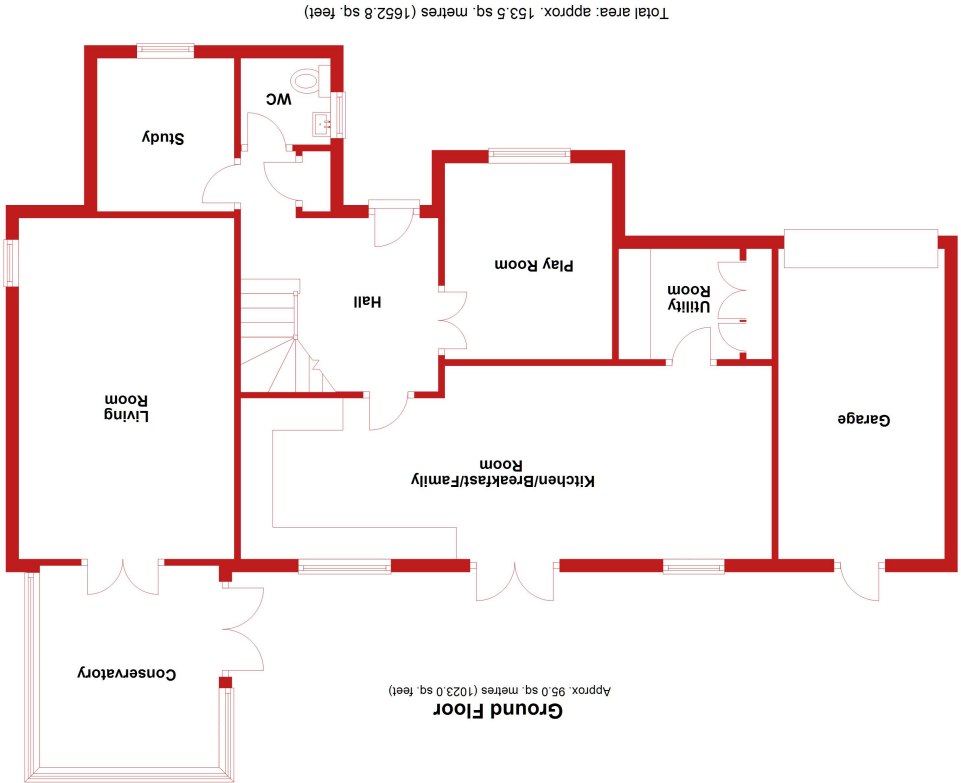 Ground Floor
Approx. 95.0 sq. metres (1023.0 sq. feet)
Conservatory
Kitchen/Breakfast/Family
Room
Garage
Living
Room
Hall
Utility
Room
Play Room
Study
WC
Total area: approx. 153.5 sq. metres (1652.8 sq. feet)